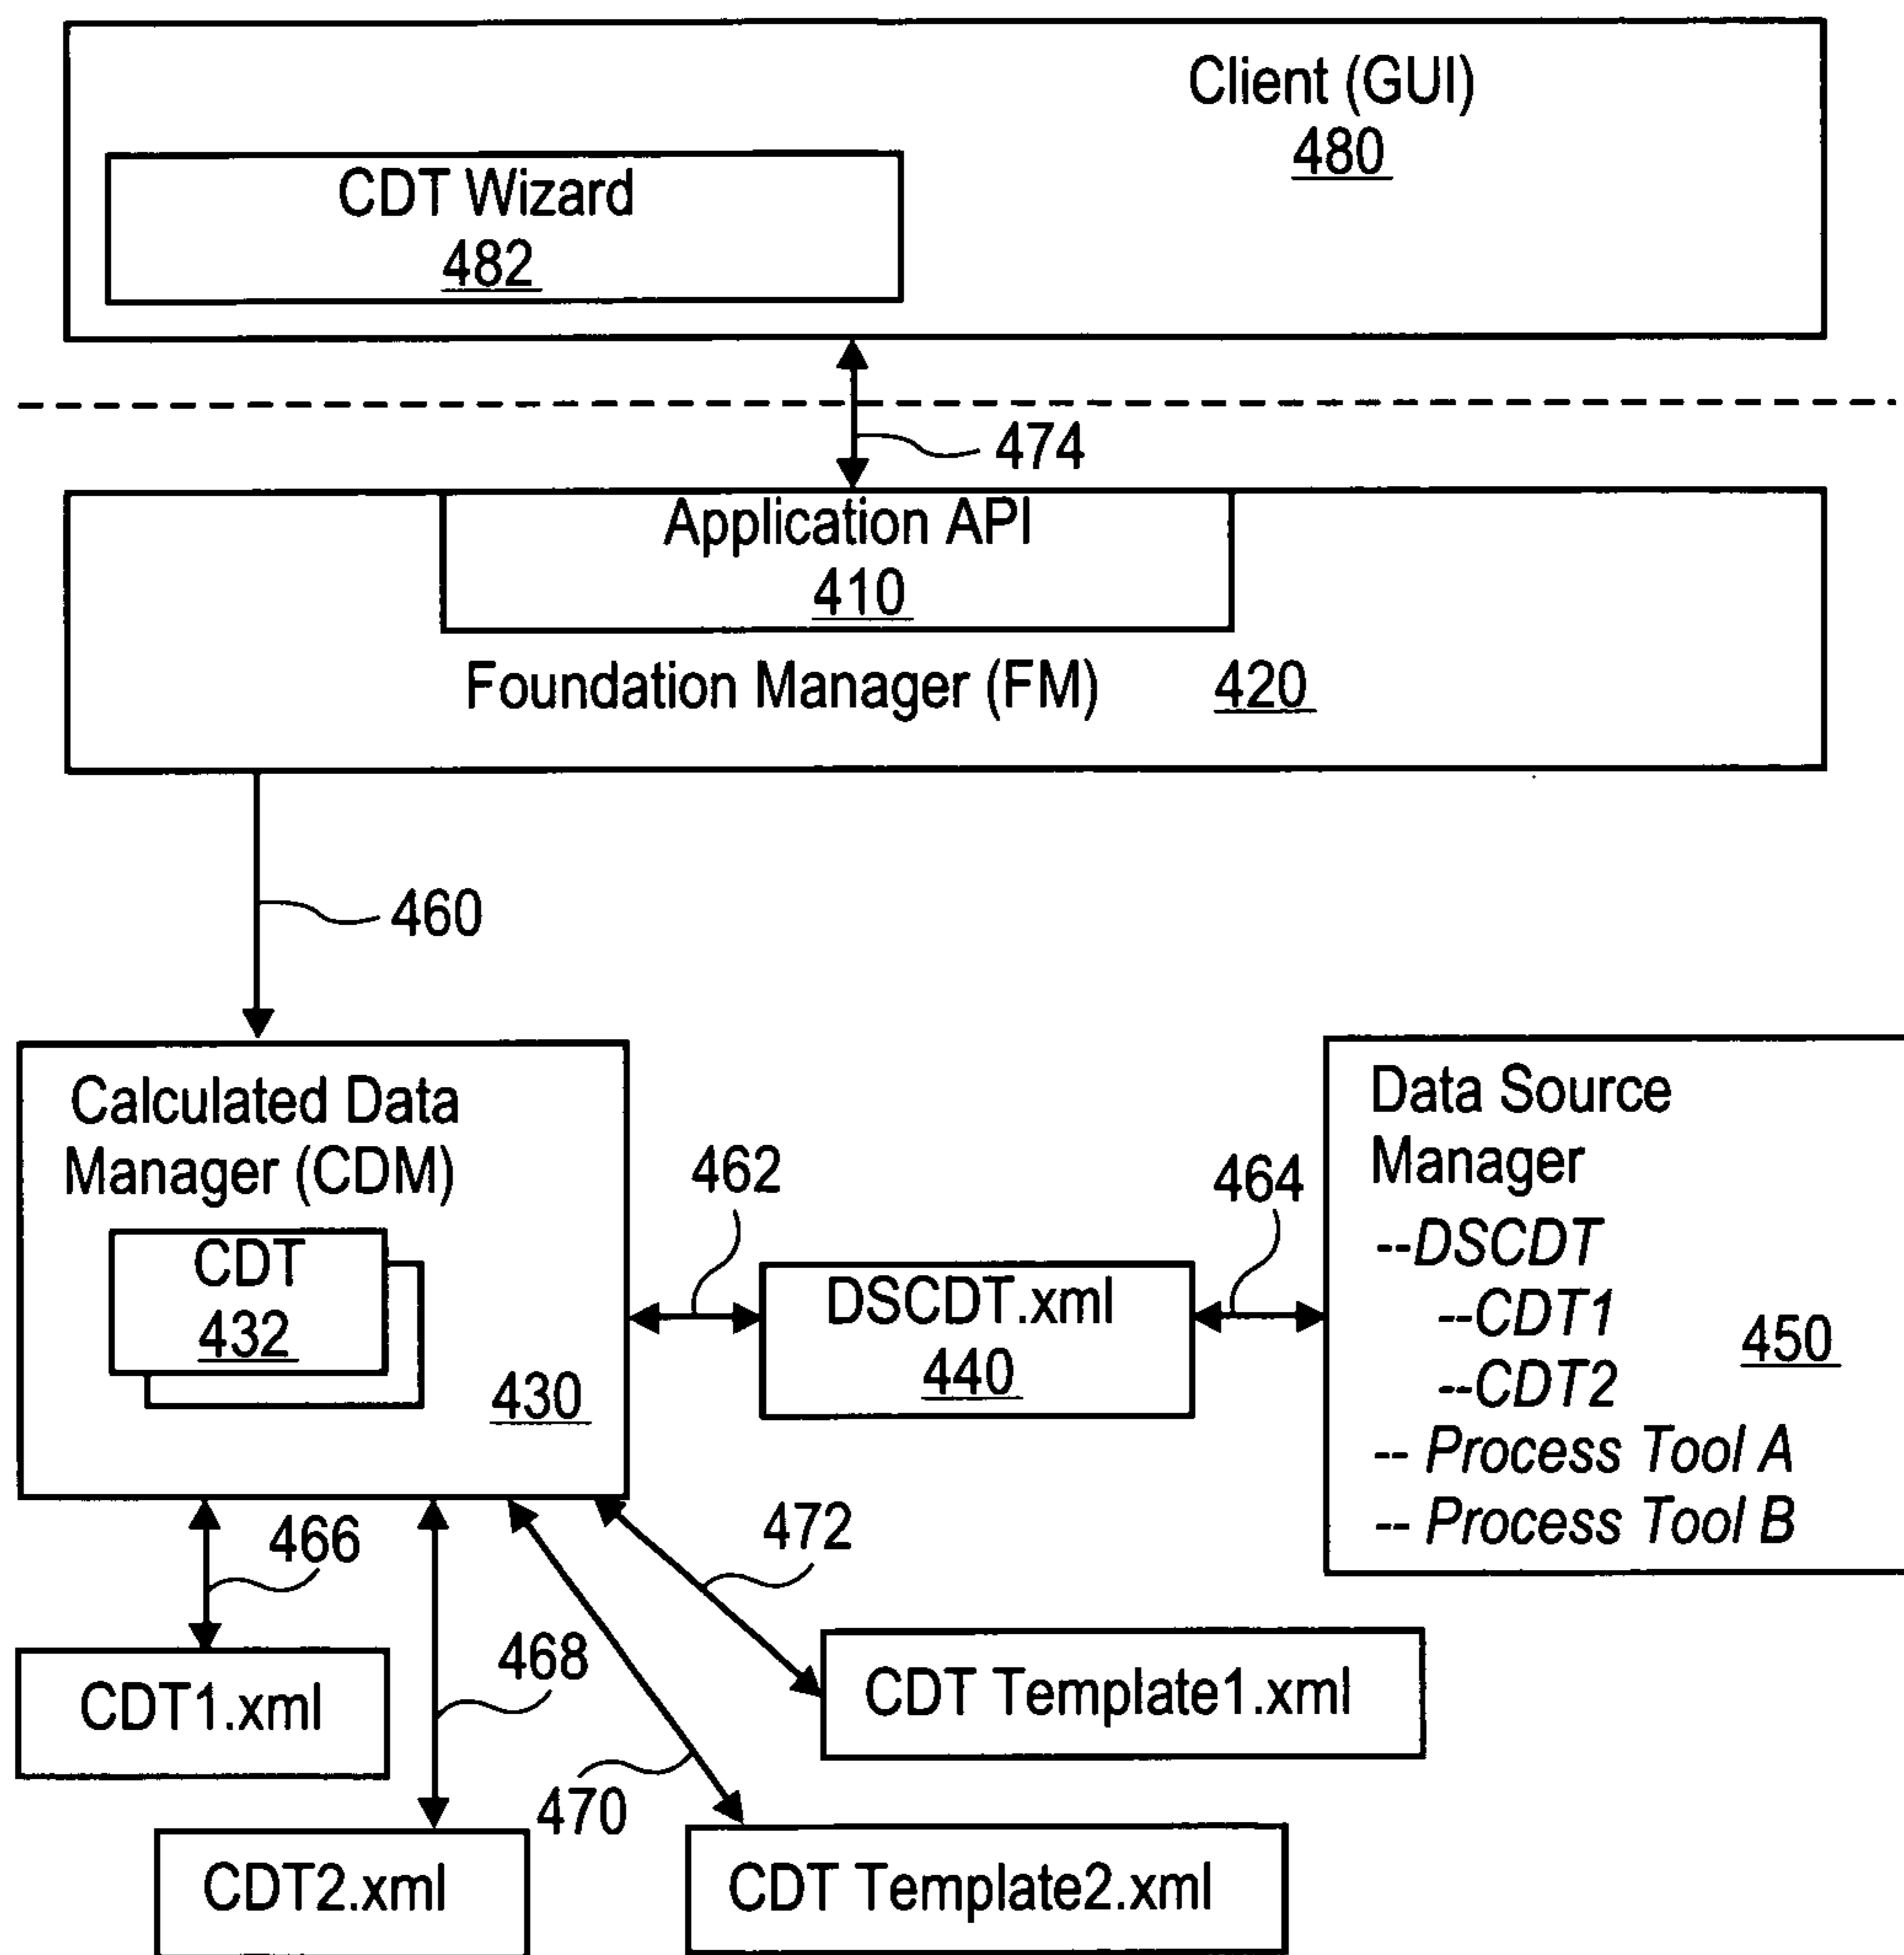 Client (GUI)
480
CDT Wizard
482
474
Application API
410
Foundation Manager (FM) 420
460
Calculated Data
Manager (CDM)
CDT
432
430
462
DSCDT.xml
440
464
Data Source
Manager
--DSCDT
--CDT1
--CDT2
450
-- Process Tool A
-- Process Tool B
466
472
468
470
CDT1.xml
CDT Template1.xml
CDT2.xml
CDT Template2.xml